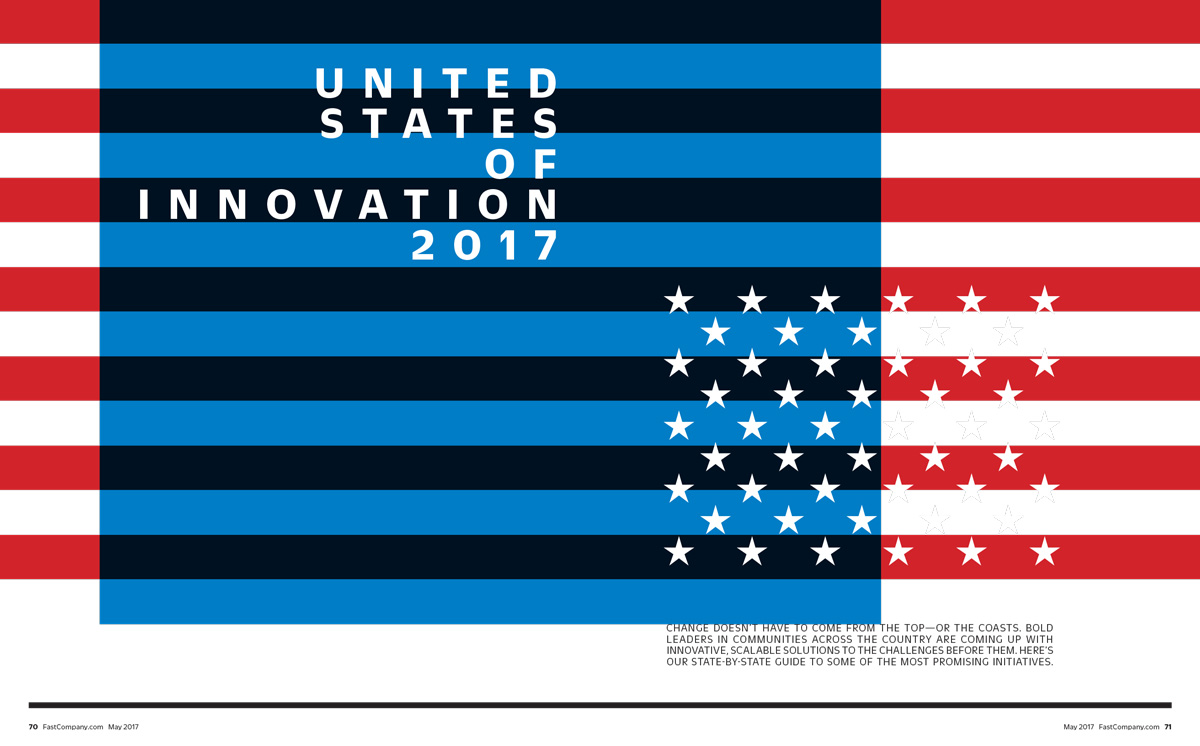 UNITED
STATES
OF
INNOVATION
2017
CHANGE DOESN'T HAVE TO COME FROM THE TOP—OR THE COASTS. BOLD
LEADERS IN COMMUNITIES ACROSS THE COUNTRY ARE COMING UP WITH
INNOVATIVE, SCALABLE SOLUTIONS TO THE CHALLENGES BEFORE THEM. HERE'S
OUR STATE-BY-STATE GUIDE TO SOME OF THE MOST PROMISING INITIATIVES.
70 FastCompany.com May 2017
May 2017 FastCompany.com 71